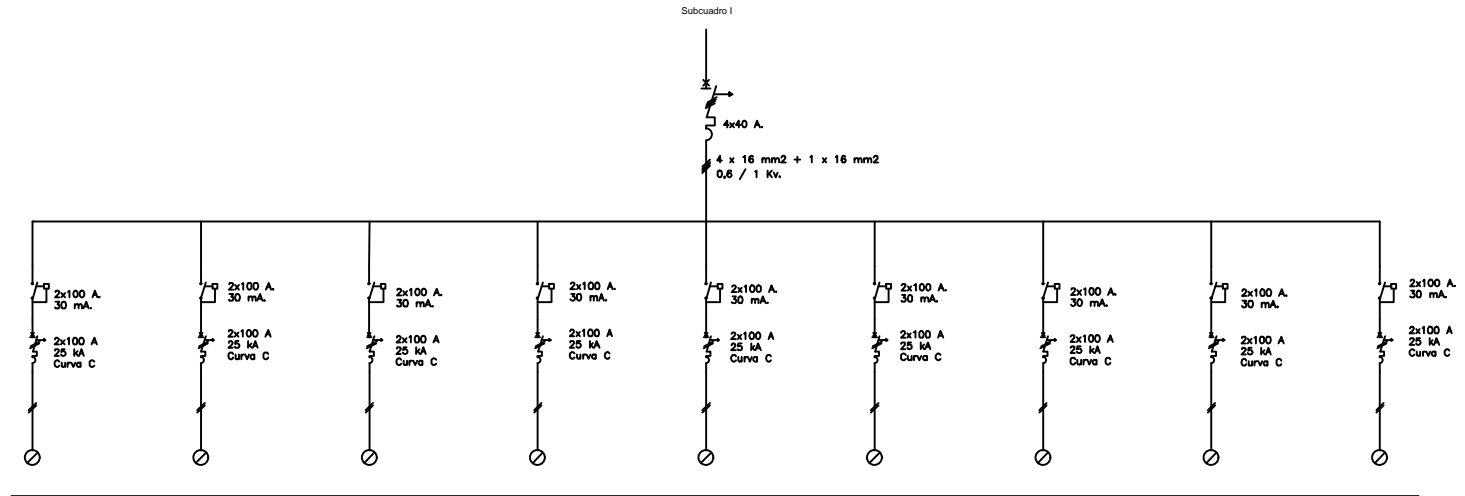 Subcuadro I
4x40 A.
4 x 16 mm2 + 1 x 16 mm2
0,6 / 1 Kv.
2x100 A.
30 mA.
2x100 A
25 kA
Curva C
2x100 A.
30 mA.
2x100 A
25 kA
Curva C
2x100 A.
30 mA.
2x100 A
25 kA
Curva C
2x100 A.
30 mA.
2x100 A
25 kA
Curva C
2x100 A.
30 mA.
2x100 A
25 kA
Curva C
2x100 A.
30 mA.
2x100 A
25 kA
Curva C
2x100 A.
30 mA.
2x100 A
25 kA
Curva C
2x100 A.
30 mA.
2x100 A
25 kA
Curva C
2x100 A.
30 mA.
2x100 A
25 kA
Curva C